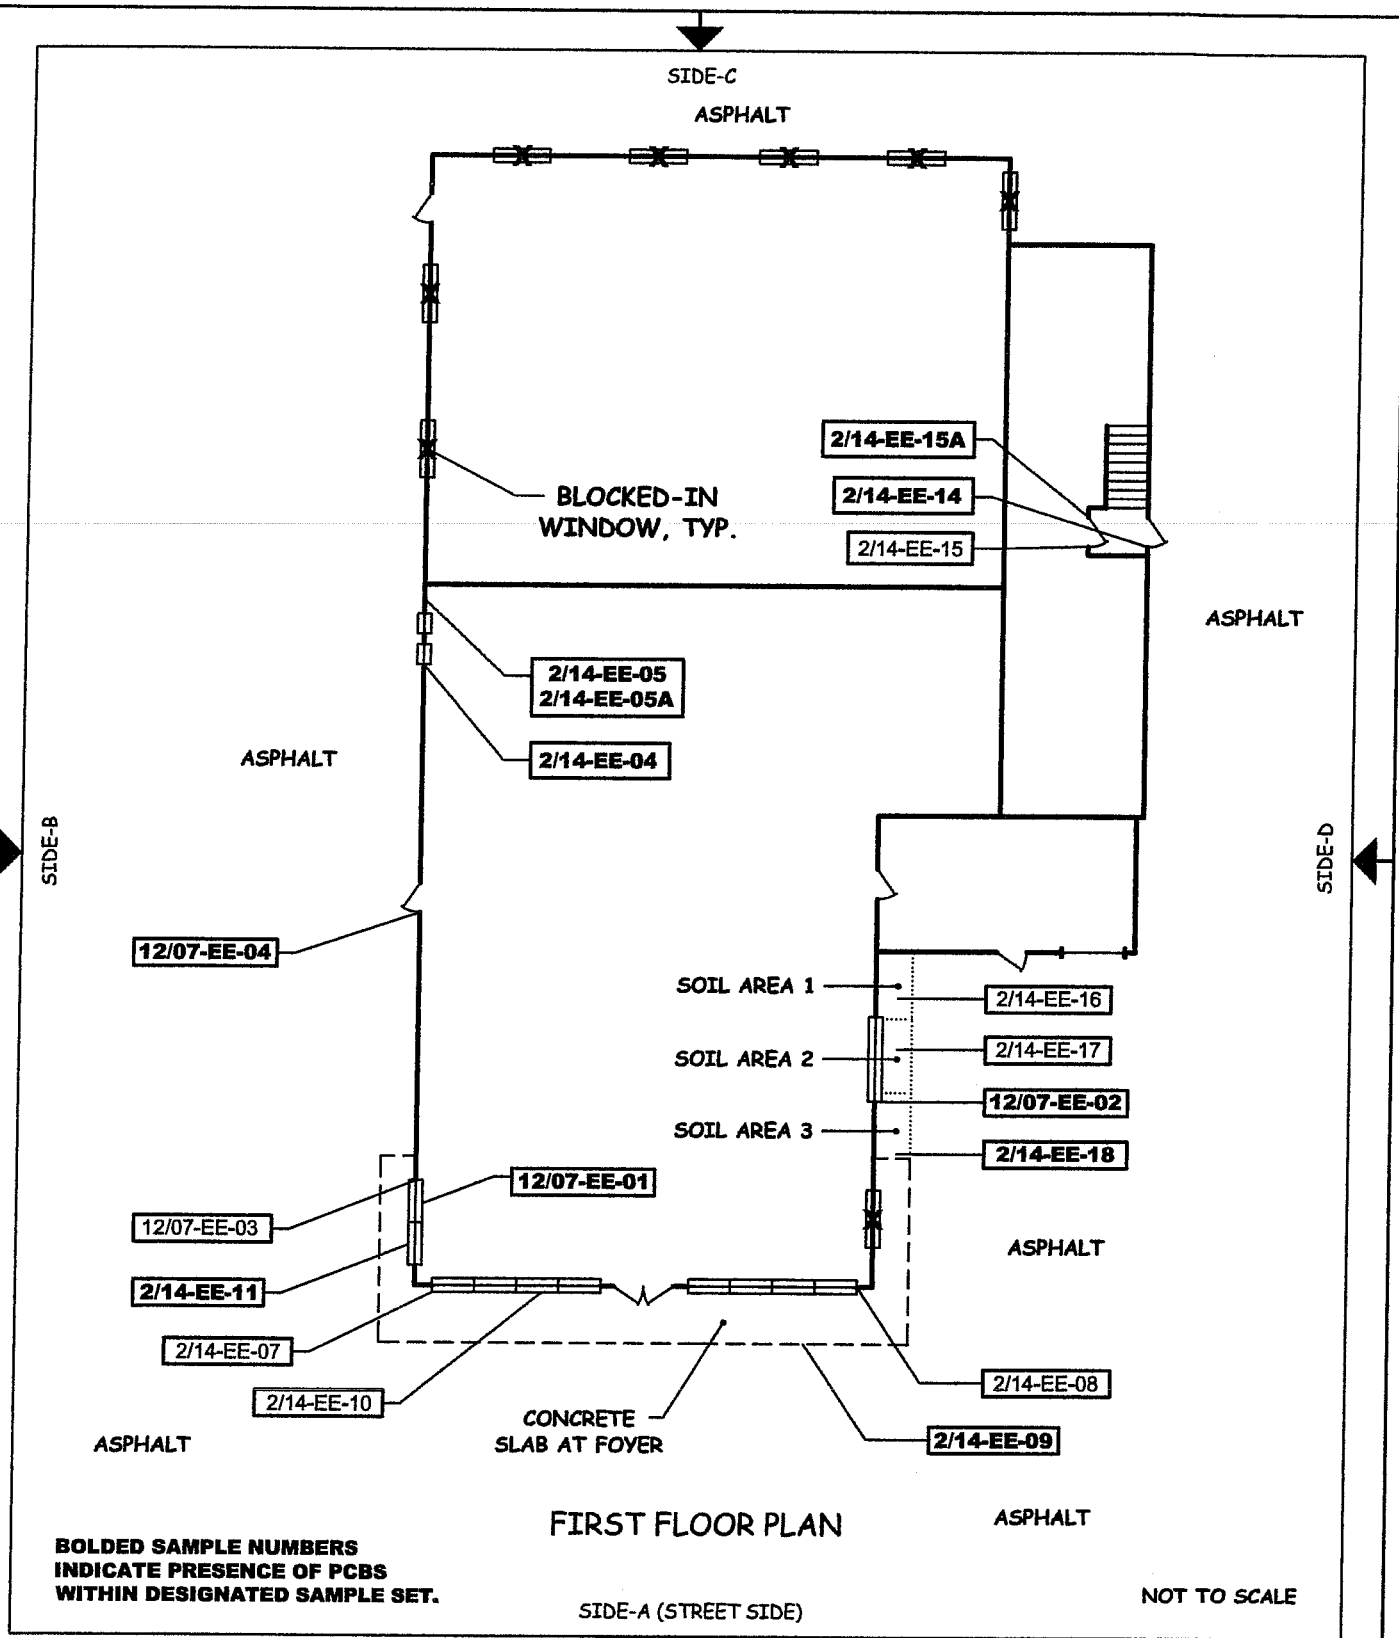 SIDE-C
ASPHALT
2/14-EE-15A
2/14-EE-14
BLOCKED-IN
WINDOW, TYP.
2/14-EE-15
ASPHALT
2/14-EE-05
2/14-EE-05A
2/14-EE-04
ASPHALT
SIDE-B
SIDE-D
12/07-EE-04
SOIL AREA 1
2/14-EE-16
SOIL AREA 2
2/14-EE-17
12/07-EE-02
SOIL AREA 3
2/14-EE-18
12/07-EE-01
12/07-EE-03
ASPHALT
2/14-EE-11
2/14-EE-07
2/14-EE-08
2/14-EE-10
CONCRETE
SLAB AT FOYER
2/14-EE-09
ASPHALT
FIRST FLOOR PLAN
ASPHALT
BOLDED SAMPLE NUMBERS
INDICATE PRESENCE OF PCBS
WITHIN DESIGNATED SAMPLE SET.
NOT TO SCALE
SIDE-A (STREET SIDE)